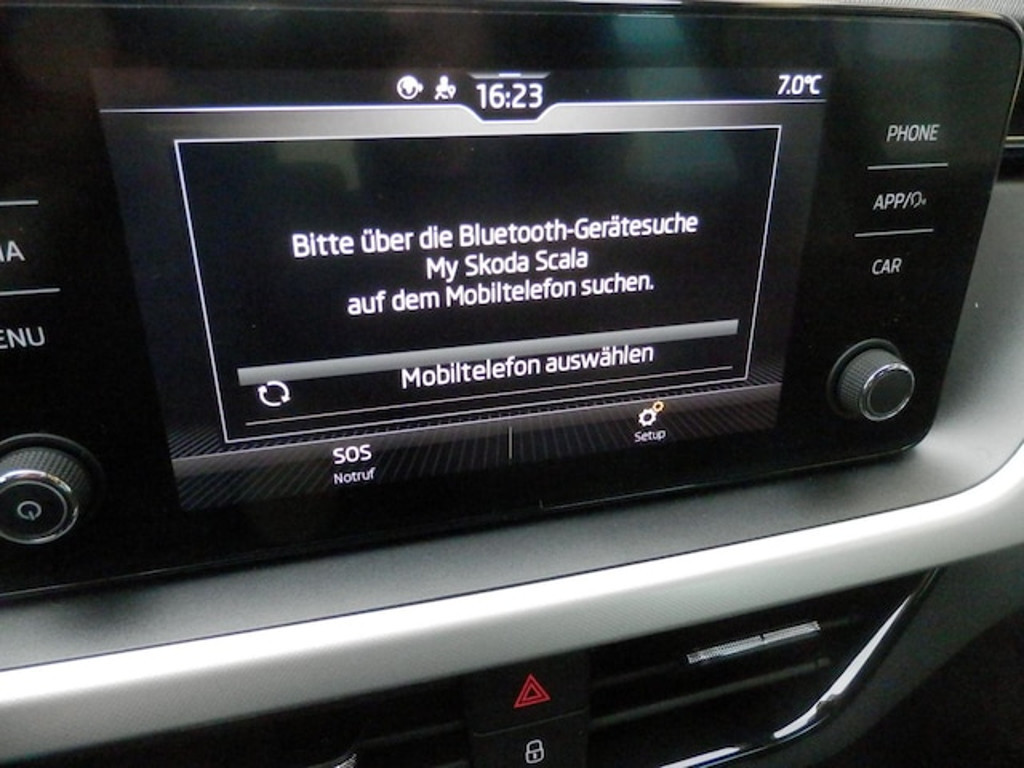 16:23
7.0°C
PHONE
Bitte über die Bluetooth-Gerätesuche
My Skoda Scala
auf dem Mobiltelefon suchen.
APP/
CAR
Mobiltelefon auswählen
SOS
Notruf
Setup